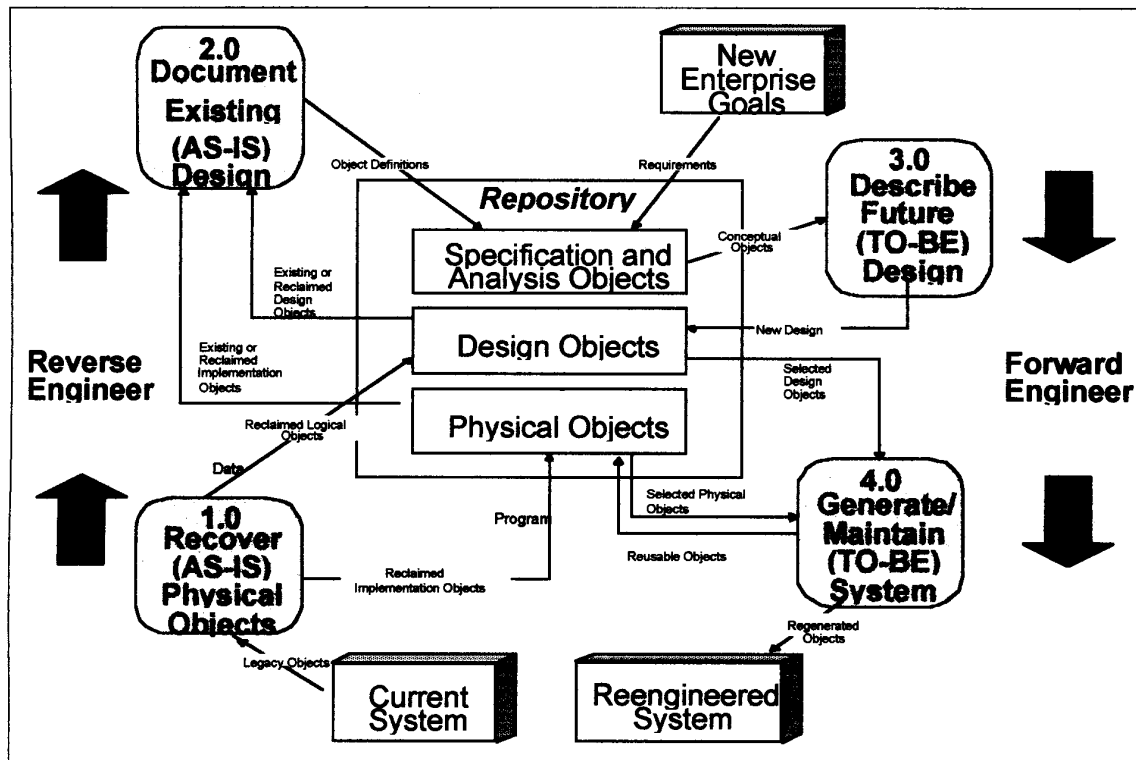 2.0
Document
Existing
(AS-IS)
Design
New
Enterprise
Goals
Object Definitions
Requirements
3.0
Describe
Future
(TO-BE)
Design
Repository
Specification and
Analysis Objects
Conceptual
Objects
Existing or
Reclaimed
Design
Objects
Design Objects
New Design
Reverse
Engineer
Existing or
Reclaimed
Implementation
Objects
Selected
Design
Objects
Forward
Engineer
Physical Objects
Reclaimed Logical
Objects
Data
1.0
Recover
(AS-IS)
Physical
Objects
Program
Selected Physical
Objects
Reusable Objects
4.0
Generate/
Maintain
(TO-BE)
System
Reclaimed
Implementation Objects
Regenerated
Objects
Legacy Objects
Current
System
Reengineered
System